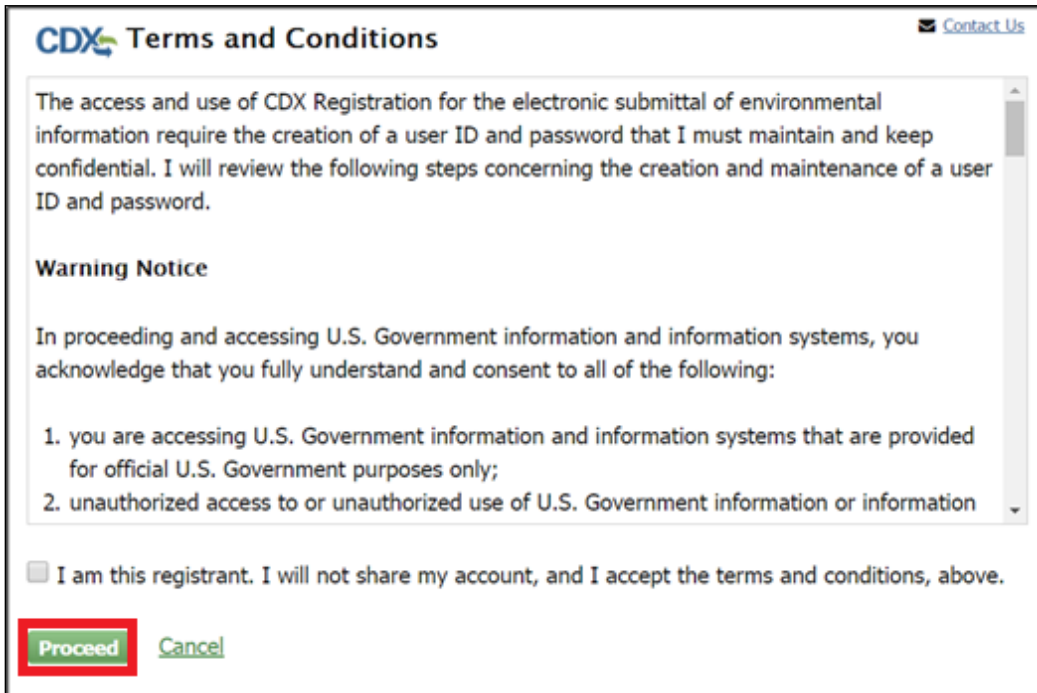 CDX Terms and Conditions
Contact Us
The access and use of CDX Registration for the electronic submittal of environmental
information require the creation of a user ID and password that I must maintain and keep
confidential. I will review the following steps concerning the creation and maintenance of a user
ID and password.
Warning Notice
In proceeding and accessing U.S. Government information and information systems, you
acknowledge that you fully understand and consent to all of the following:
1. you are accessing U.S. Government information and information systems that are provided
for official U.S. Government purposes only;
2. unauthorized access to or unauthorized use of U.S. Government information or information
I am this registrant. I will not share my account, and I accept the terms and conditions, above.
Proceed Cancel